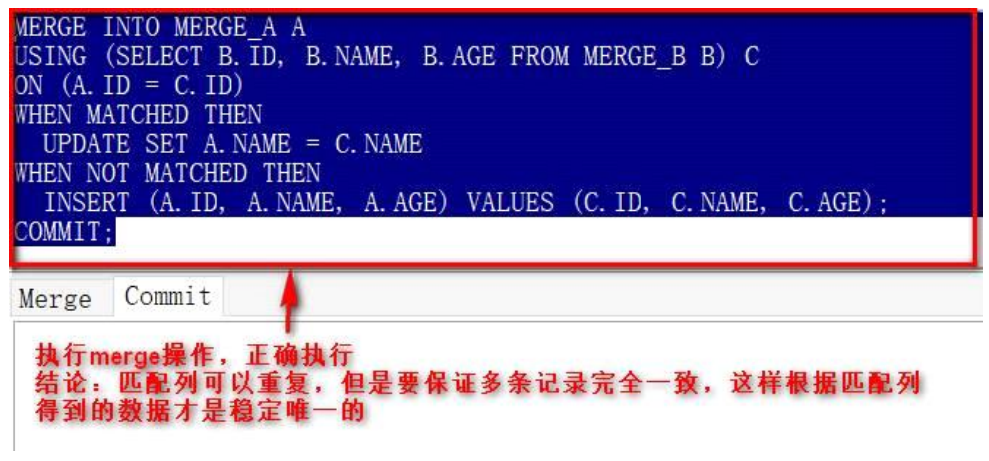 MERGE INTO MERGE_A A
USING (SELECT B.ID, B.NAME, B.AGE FROM MERGE_B B) C
ON (A.ID = C.ID)
WHEN MATCHED THEN
  UPDATE SET A.NAME = C.NAME
WHEN NOT MATCHED THEN
  INSERT (A.ID, A.NAME, A.AGE) VALUES (C.ID, C.NAME, C.AGE);
COMMIT;
Merge Commit
执行merge操作，正确执行
结论：匹配列可以重复，但是要保证多条记录完全一致，这样根据匹配列
得到的数据才是稳定唯一的